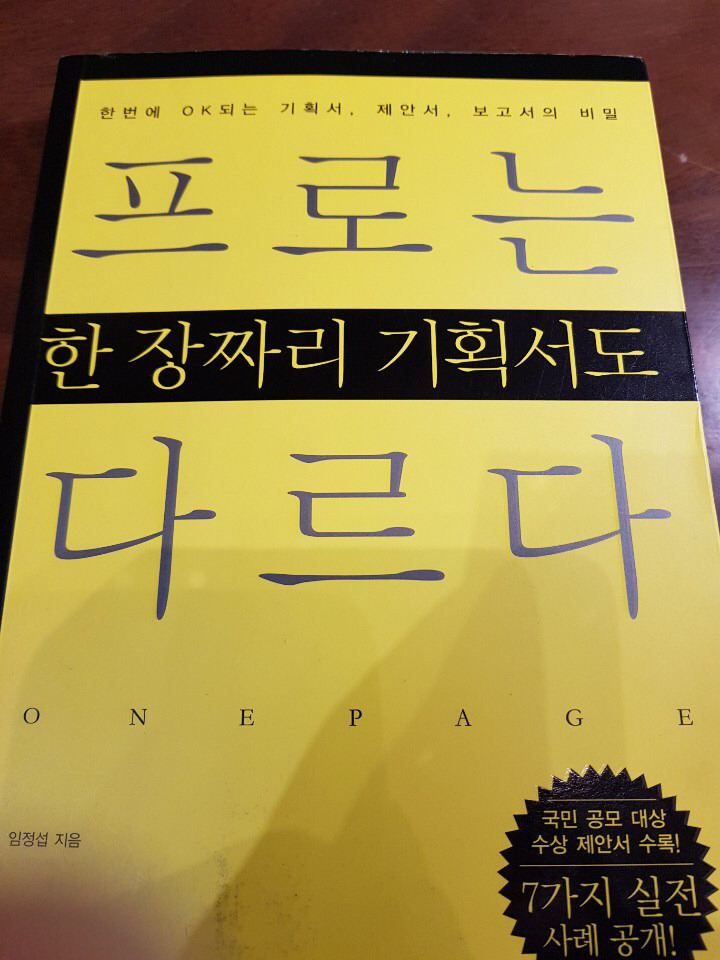 한번에 OK되는 기획서, 제안서, 보고서의 비밀
프로는
한 장짜리 기획서도
다르다
ONEPAGE
임정섭 지음
국민 공모 대상
수상 제안서 수록!
7가지 실전
사례 공개!